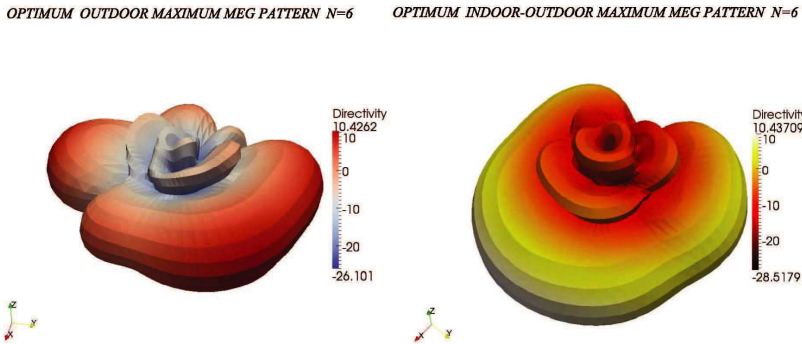 OPTIMUM OUTDOOR MAXIMUM MEG PATTERN N=6
OPTIMUM INDOOR-OUTDOOR MAXIMUM MEG PATTERN N=6
Directivity
10.4262
10
0
-10
-20
-26.101
Z
Y
X
Directivity
10.43709
10
0
-10
-20
-28.5179
Z
Y
X